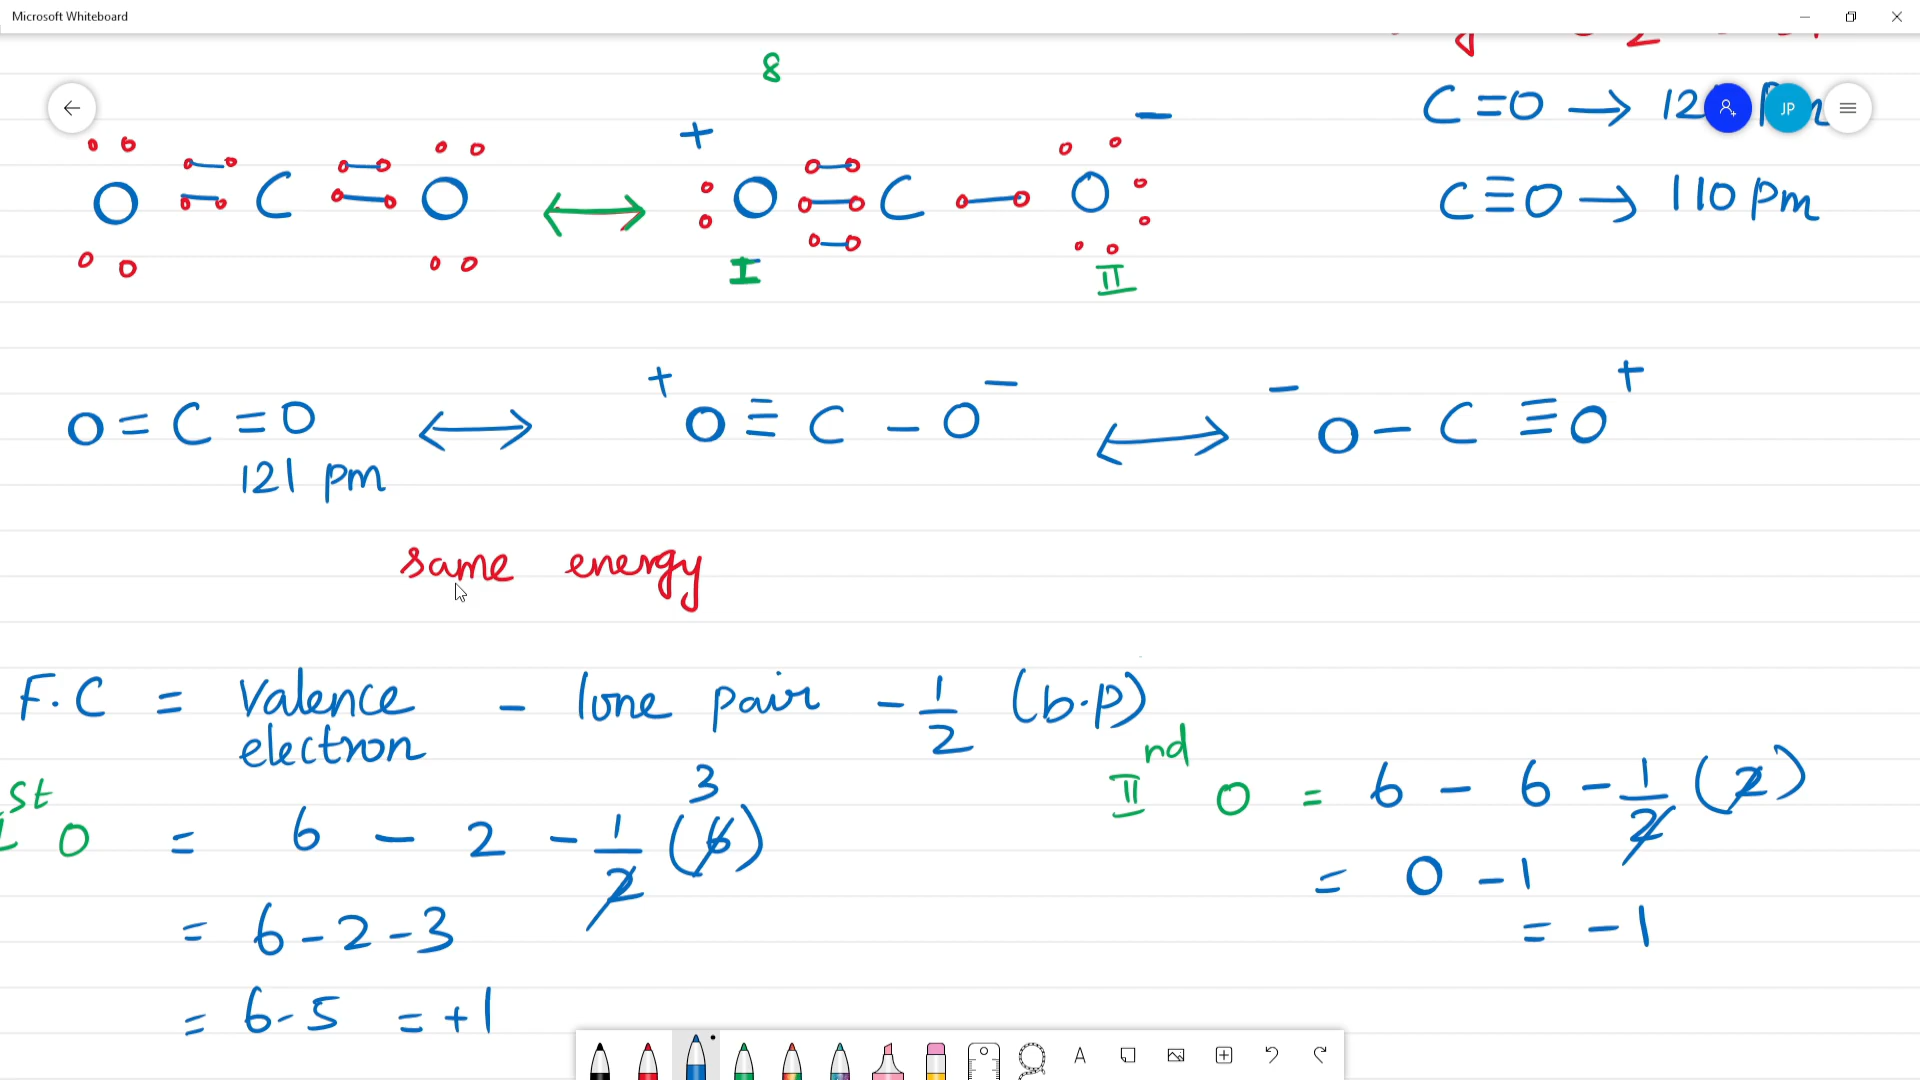 Microsoft Whiteboard
8
C = O → 12
JP
O = C = O ↔ + O ≡ C - O -
C ≡ O → 110 pm
I II
O = C = O ↔ + O ≡ C - O - ↔ - O - C ≡ O +
121 pm
same energy
F.C = Valence electron - lone pair - 1/2 (b.p)
Ist O = 6 - 2 - 1/2 (6) 3
= 6 - 2 - 3
= 6 - 5 = +1
IInd O = 6 - 6 - 1/2 (2)
= 0 - 1
= - 1
A